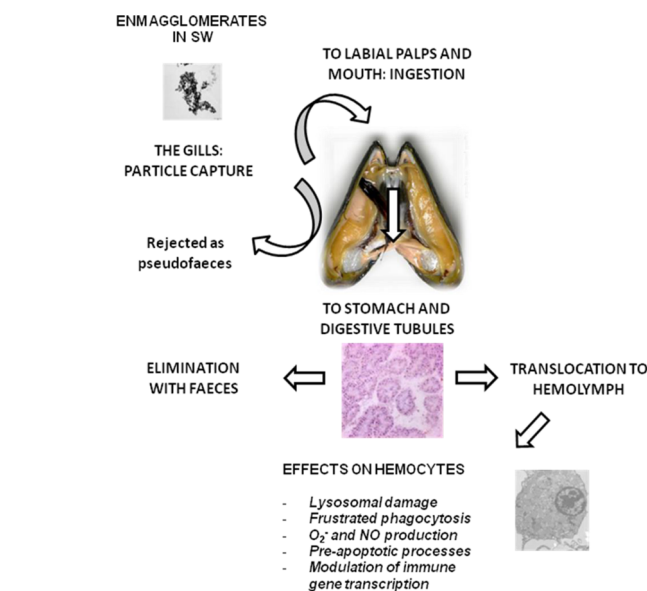 ENMAGGLOMERATES
IN SW
TO LABIAL PALPS AND
MOUTH: INGESTION
THE GILLS:
PARTICLE CAPTURE
Rejected as
pseudofaeces
TO STOMACH AND
DIGESTIVE TUBULES
ELIMINATION
WITH FAECES
TRANSLOCATION TO
HEMOLYMPH
EFFECTS ON HEMOCYTES
- Lysosomal damage
- Frustrated phagocytosis
- O₂⁻ and NO production
- Pre-apoptotic processes
- Modulation of immune
gene transcription